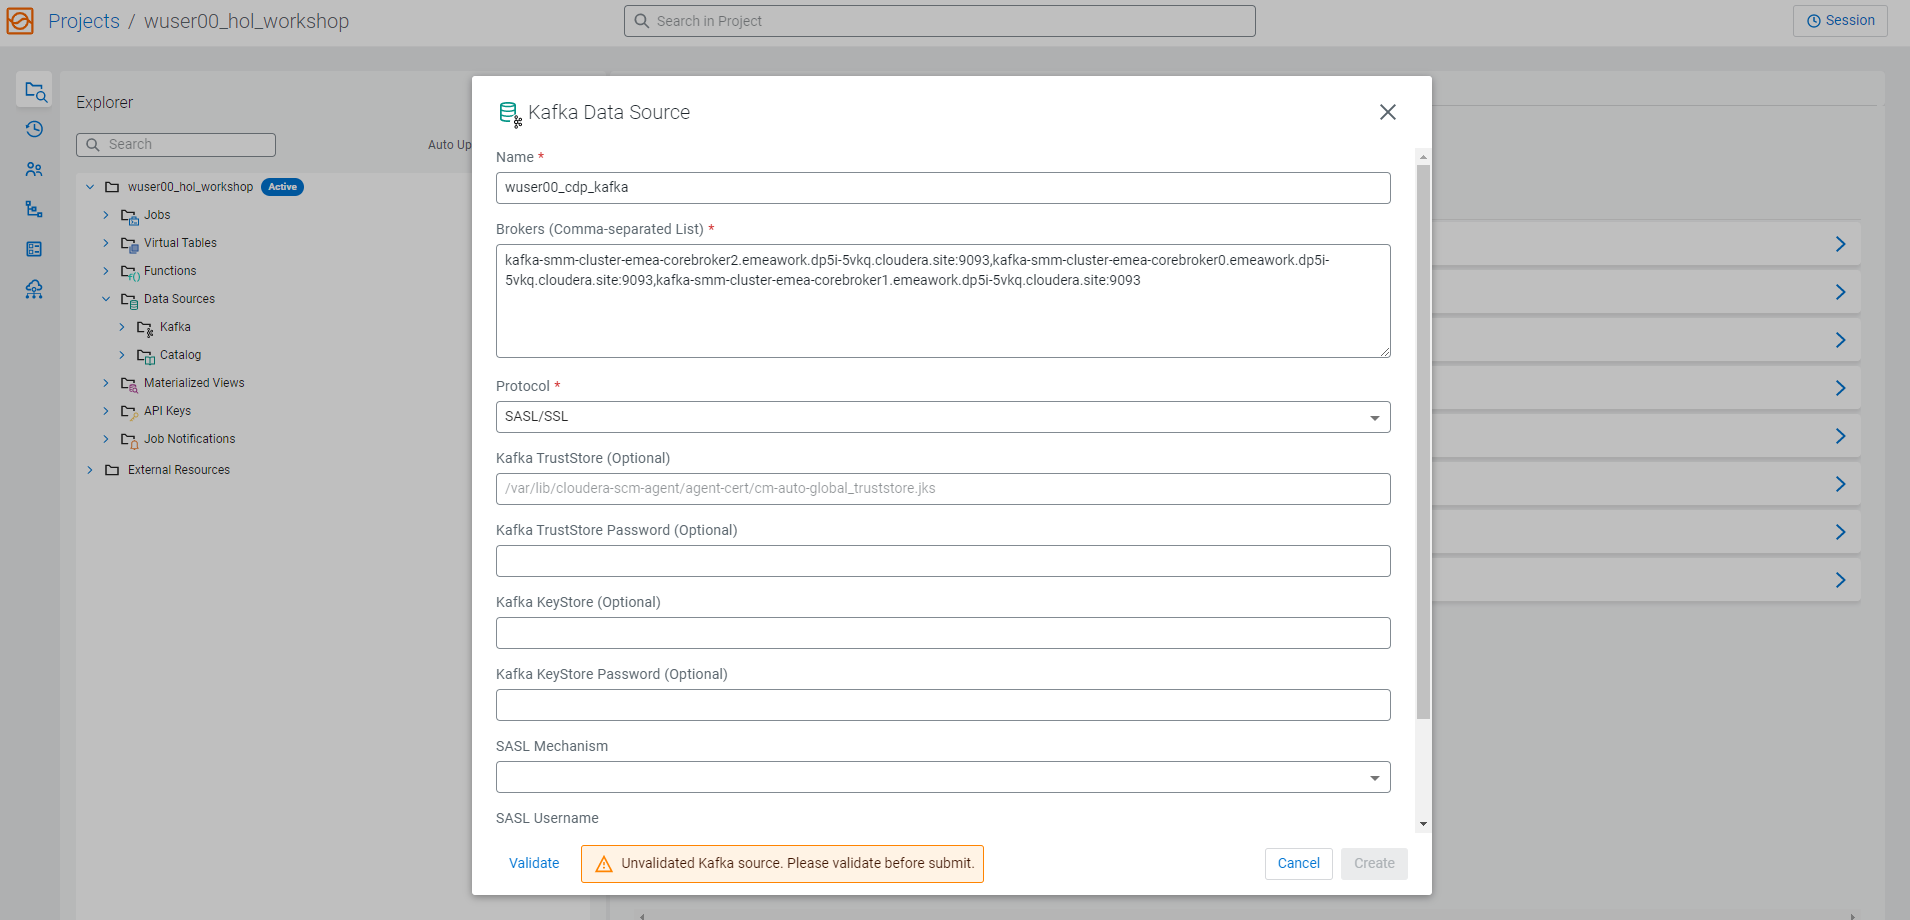 Projects / wuser00_hol_workshop
Search in Project
Session
Explorer
Search
Auto Up
wuser00_hol_workshop Active
Jobs
Virtual Tables
Functions
Data Sources
Kafka
Catalog
Materialized Views
API Keys
Job Notifications
External Resources
Kafka Data Source
Name *
wuser00_cdp_kafka
Brokers (Comma-separated List) *
kafka-smm-cluster-emea-corebroker2.emeawork.dp5i-5vkq.cloudera.site:9093,kafka-smm-cluster-emea-corebroker0.emeawork.dp5i-
5vkq.cloudera.site:9093,kafka-smm-cluster-emea-corebroker1.emeawork.dp5i-5vkq.cloudera.site:9093
Protocol *
SASL/SSL
Kafka TrustStore (Optional)
/var/lib/cloudera-scm-agent/agent-cert/cm-auto-global_truststore.jks
Kafka TrustStore Password (Optional)
Kafka KeyStore (Optional)
Kafka KeyStore Password (Optional)
SASL Mechanism
SASL Username
Validate
Unvalidated Kafka source. Please validate before submit.
Cancel
Create